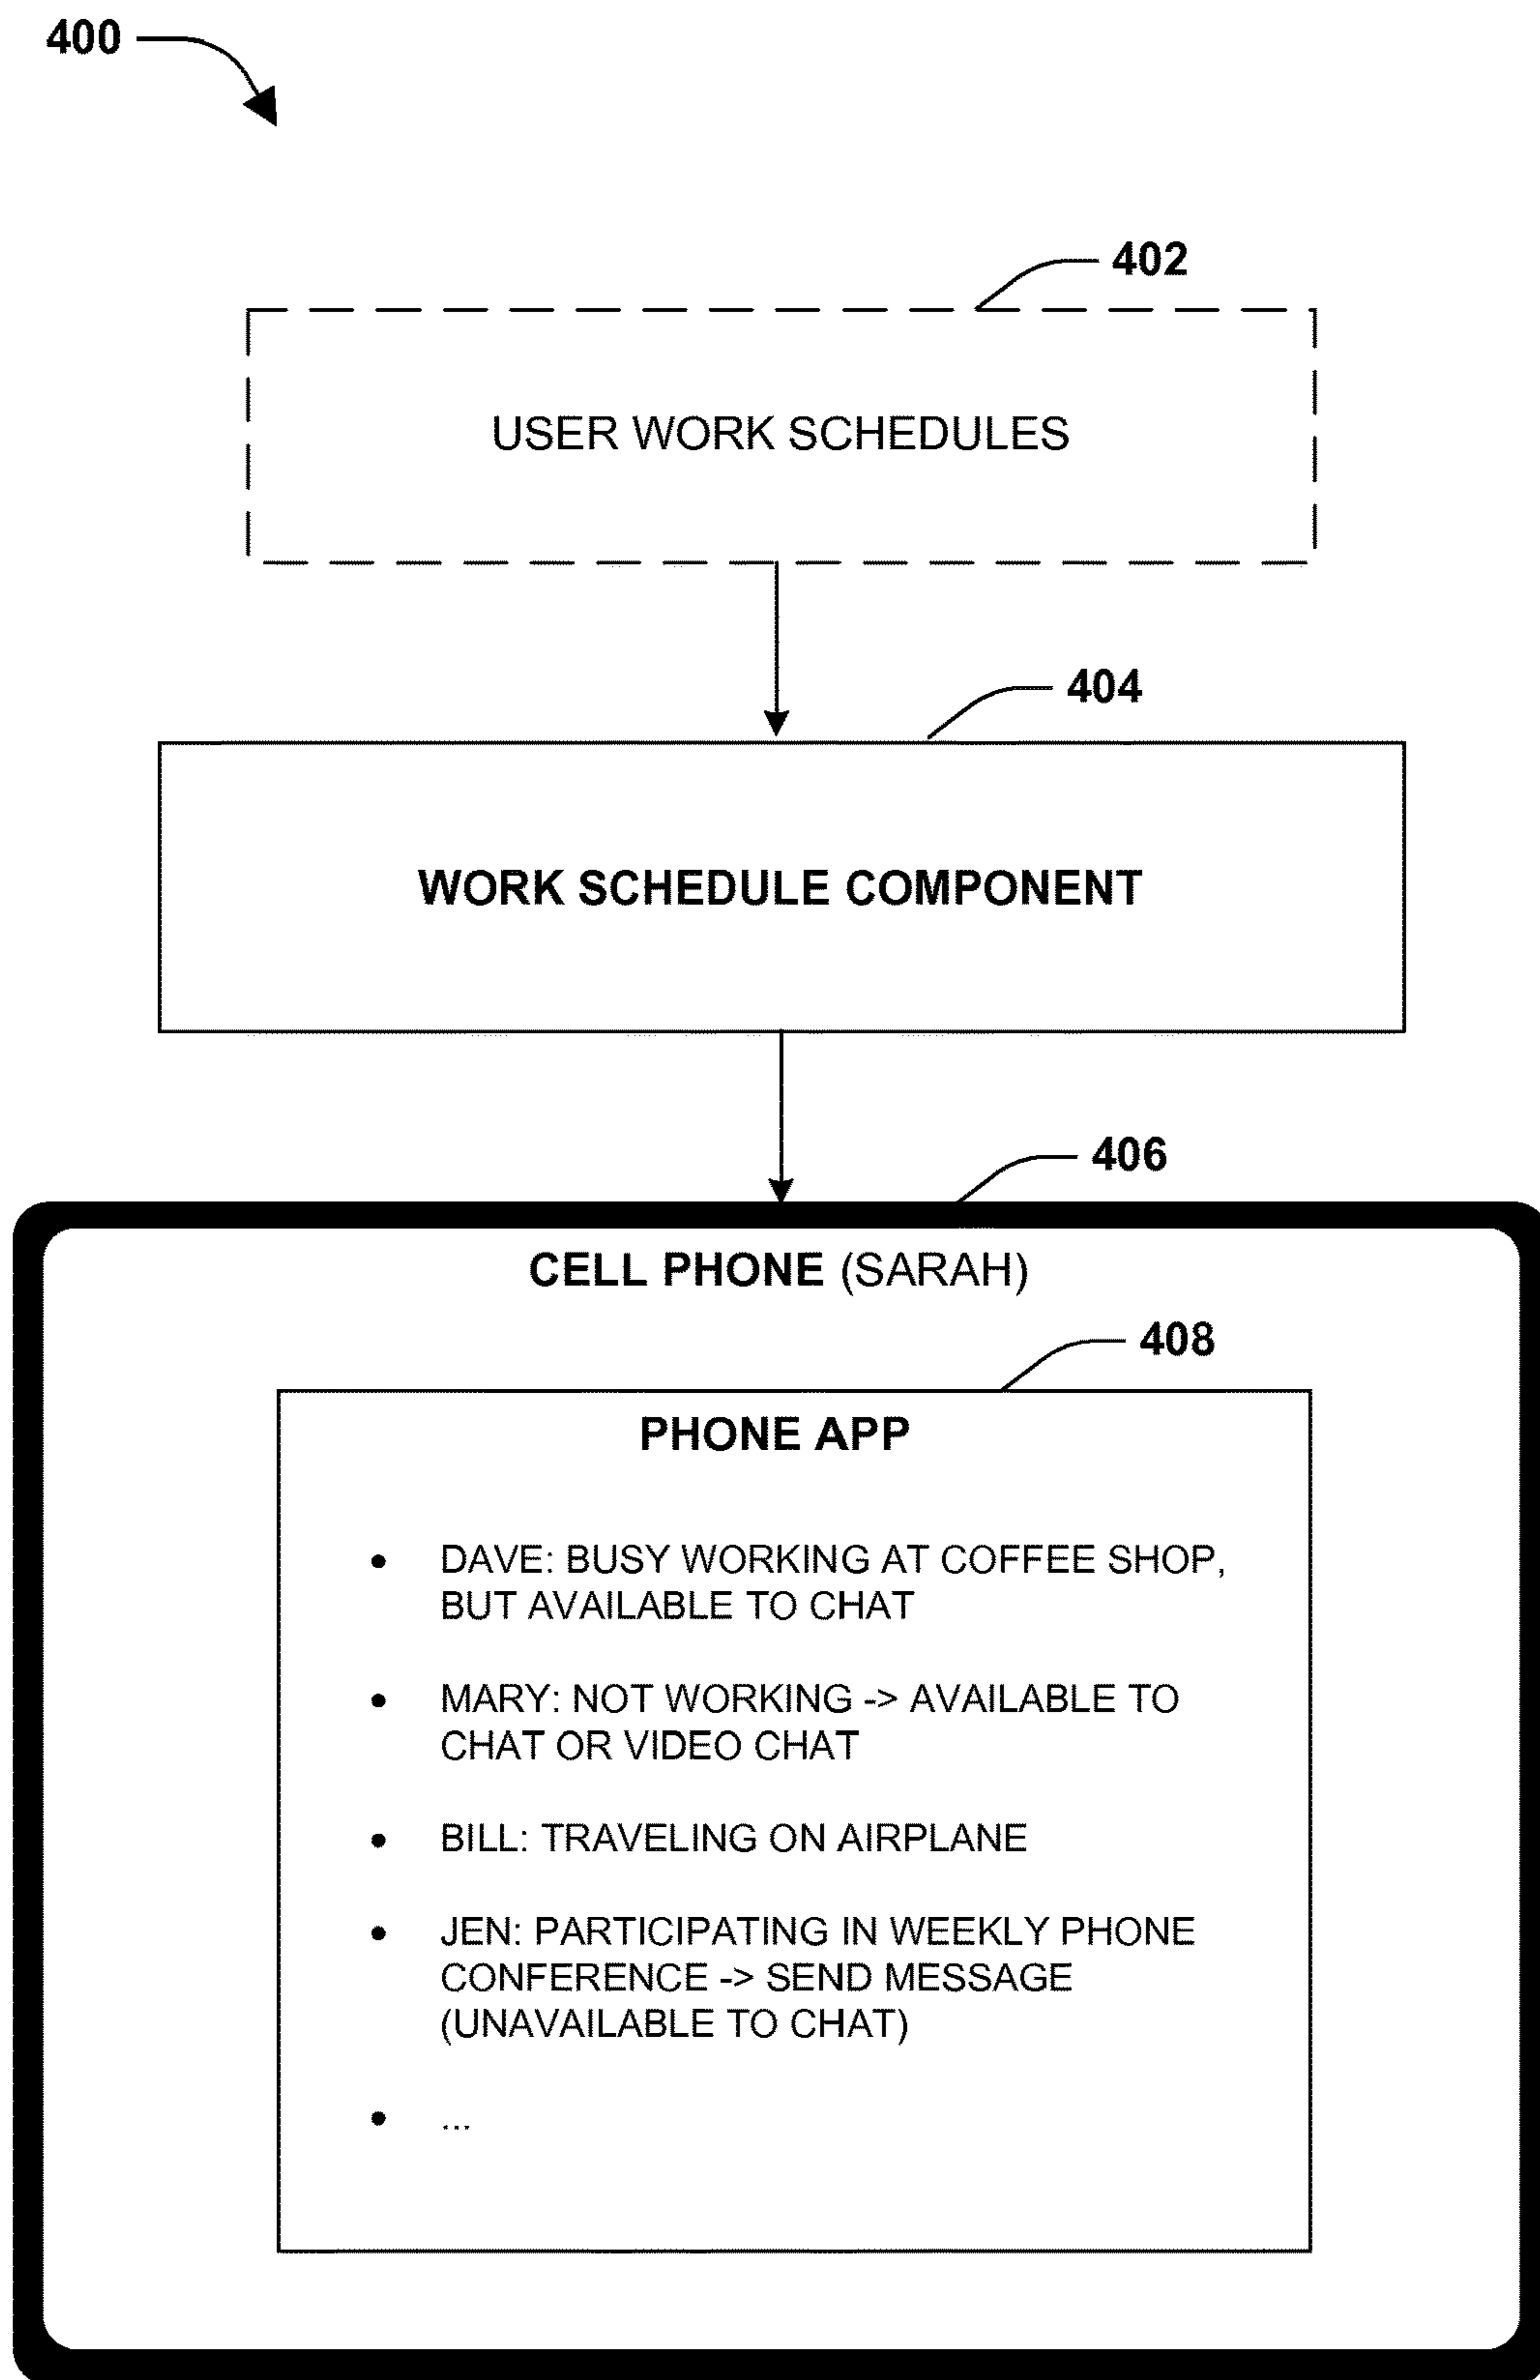 400
402
USER WORK SCHEDULES
404
WORK SCHEDULE COMPONENT
406
CELL PHONE (SARAH)
408
PHONE APP
• DAVE: BUSY WORKING AT COFFEE SHOP,
BUT AVAILABLE TO CHAT
• MARY: NOT WORKING -> AVAILABLE TO
CHAT OR VIDEO CHAT
• BILL: TRAVELING ON AIRPLANE
• JEN: PARTICIPATING IN WEEKLY PHONE
CONFERENCE -> SEND MESSAGE
(UNAVAILABLE TO CHAT)
• ...